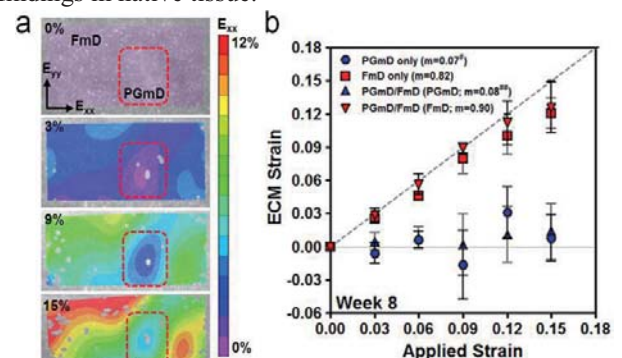 findings in native tissue.
a
0%
FmD
Eyy
Exx
PGmD
3%
9%
15%
Exx
12%
0%
b
ECM Strain
0.18
0.15
0.12
0.09
0.06
0.03
0.00
-0.03
-0.06
PGmD only (m=0.07#)
FmD only (m=0.82)
PGmD/FmD (PGmD; m=0.08##)
PGmD/FmD (FmD; m=0.90)
Week 8
0.00 0.03 0.06 0.09 0.12 0.15 0.18
Applied Strain